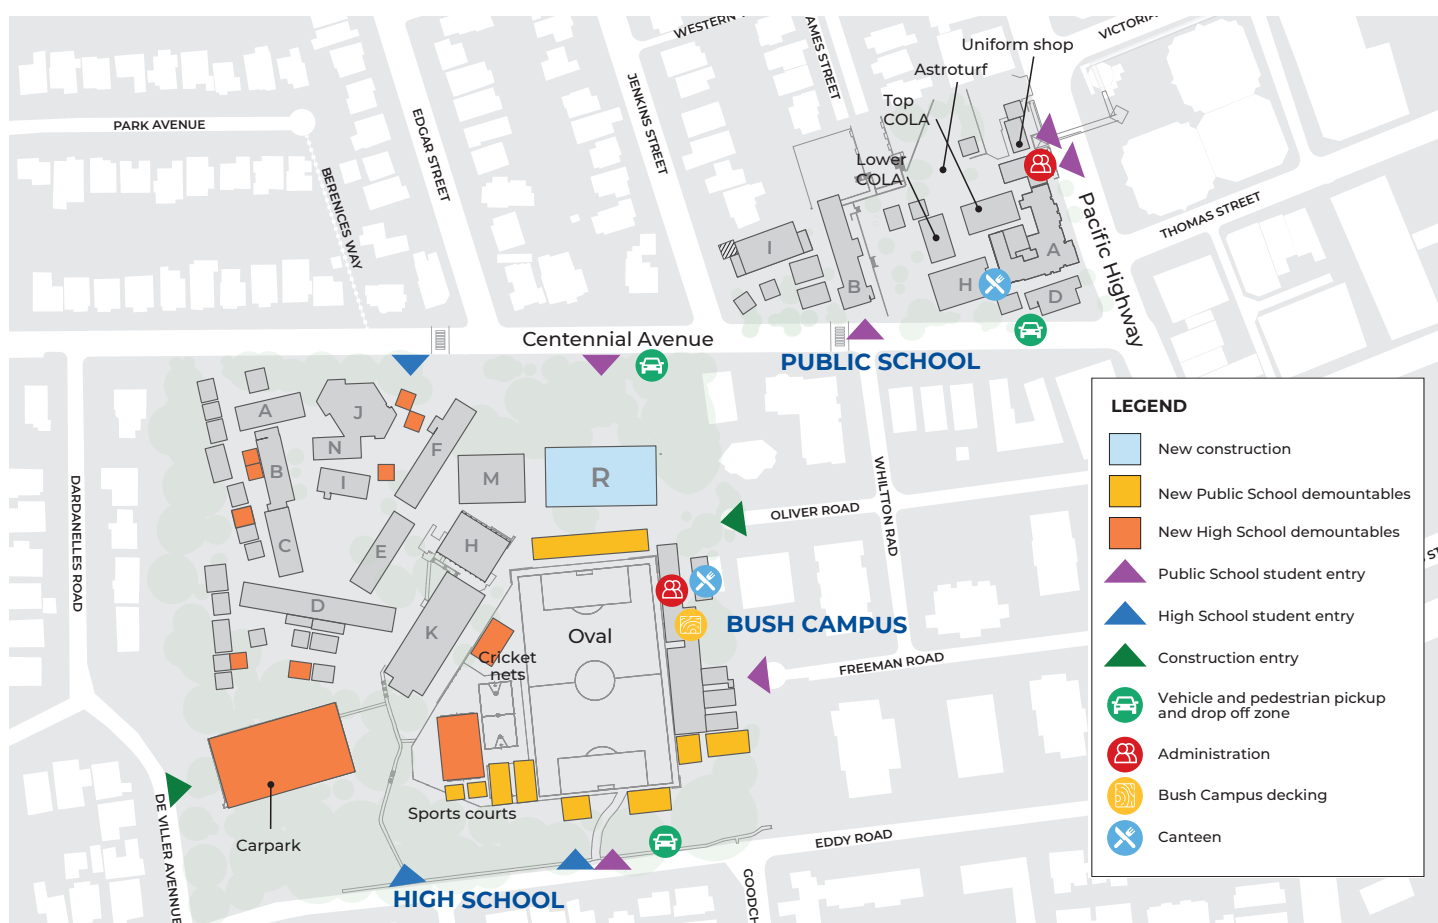 WESTERN
AMES STREET
VICTORIA
Uniform shop
Astroturf
Top
COLA
Lower
COLA
PARK AVENUE
EDGAR STREET
JENKINS STREET
BERENICES WAY
THOMAS STREET
Pacific Highway
I
B
H
A
D
Centennial Avenue
PUBLIC SCHOOL
A
J
N
F
B
I
M
R
C
E
H
D
K
DARDANELLES ROAD
WHILTTON RAD
OLIVER ROAD
Oval
BUSH CAMPUS
Cricket
nets
FREEMAN ROAD
Sports courts
Carpark
DE VILLER AVENNUE
EDDY ROAD
HIGH SCHOOL
GOODCH
ST
LEGEND
New construction
New Public School demountables
New High School demountables
Public School student entry
High School student entry
Construction entry
Vehicle and pedestrian pickup
and drop off zone
Administration
Bush Campus decking
Canteen